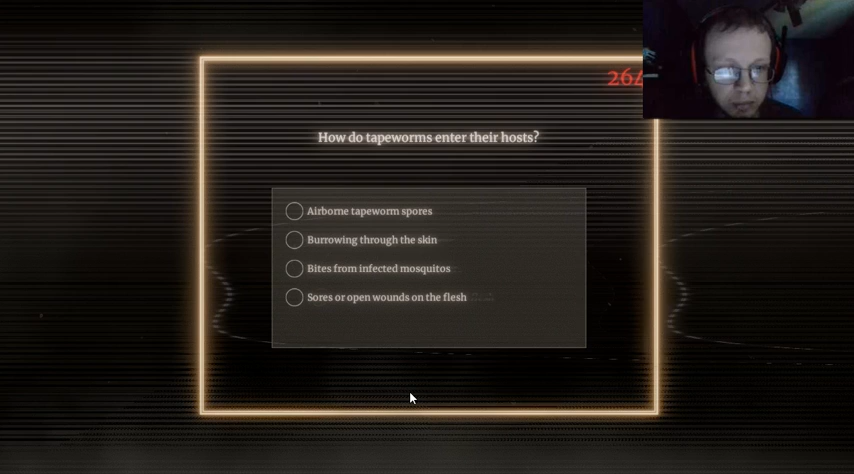 264
How do tapeworms enter their hosts?
Airborne tapeworm spores
Burrowing through the skin
Bites from infected mosquitos
Sores or open wounds on the flesh